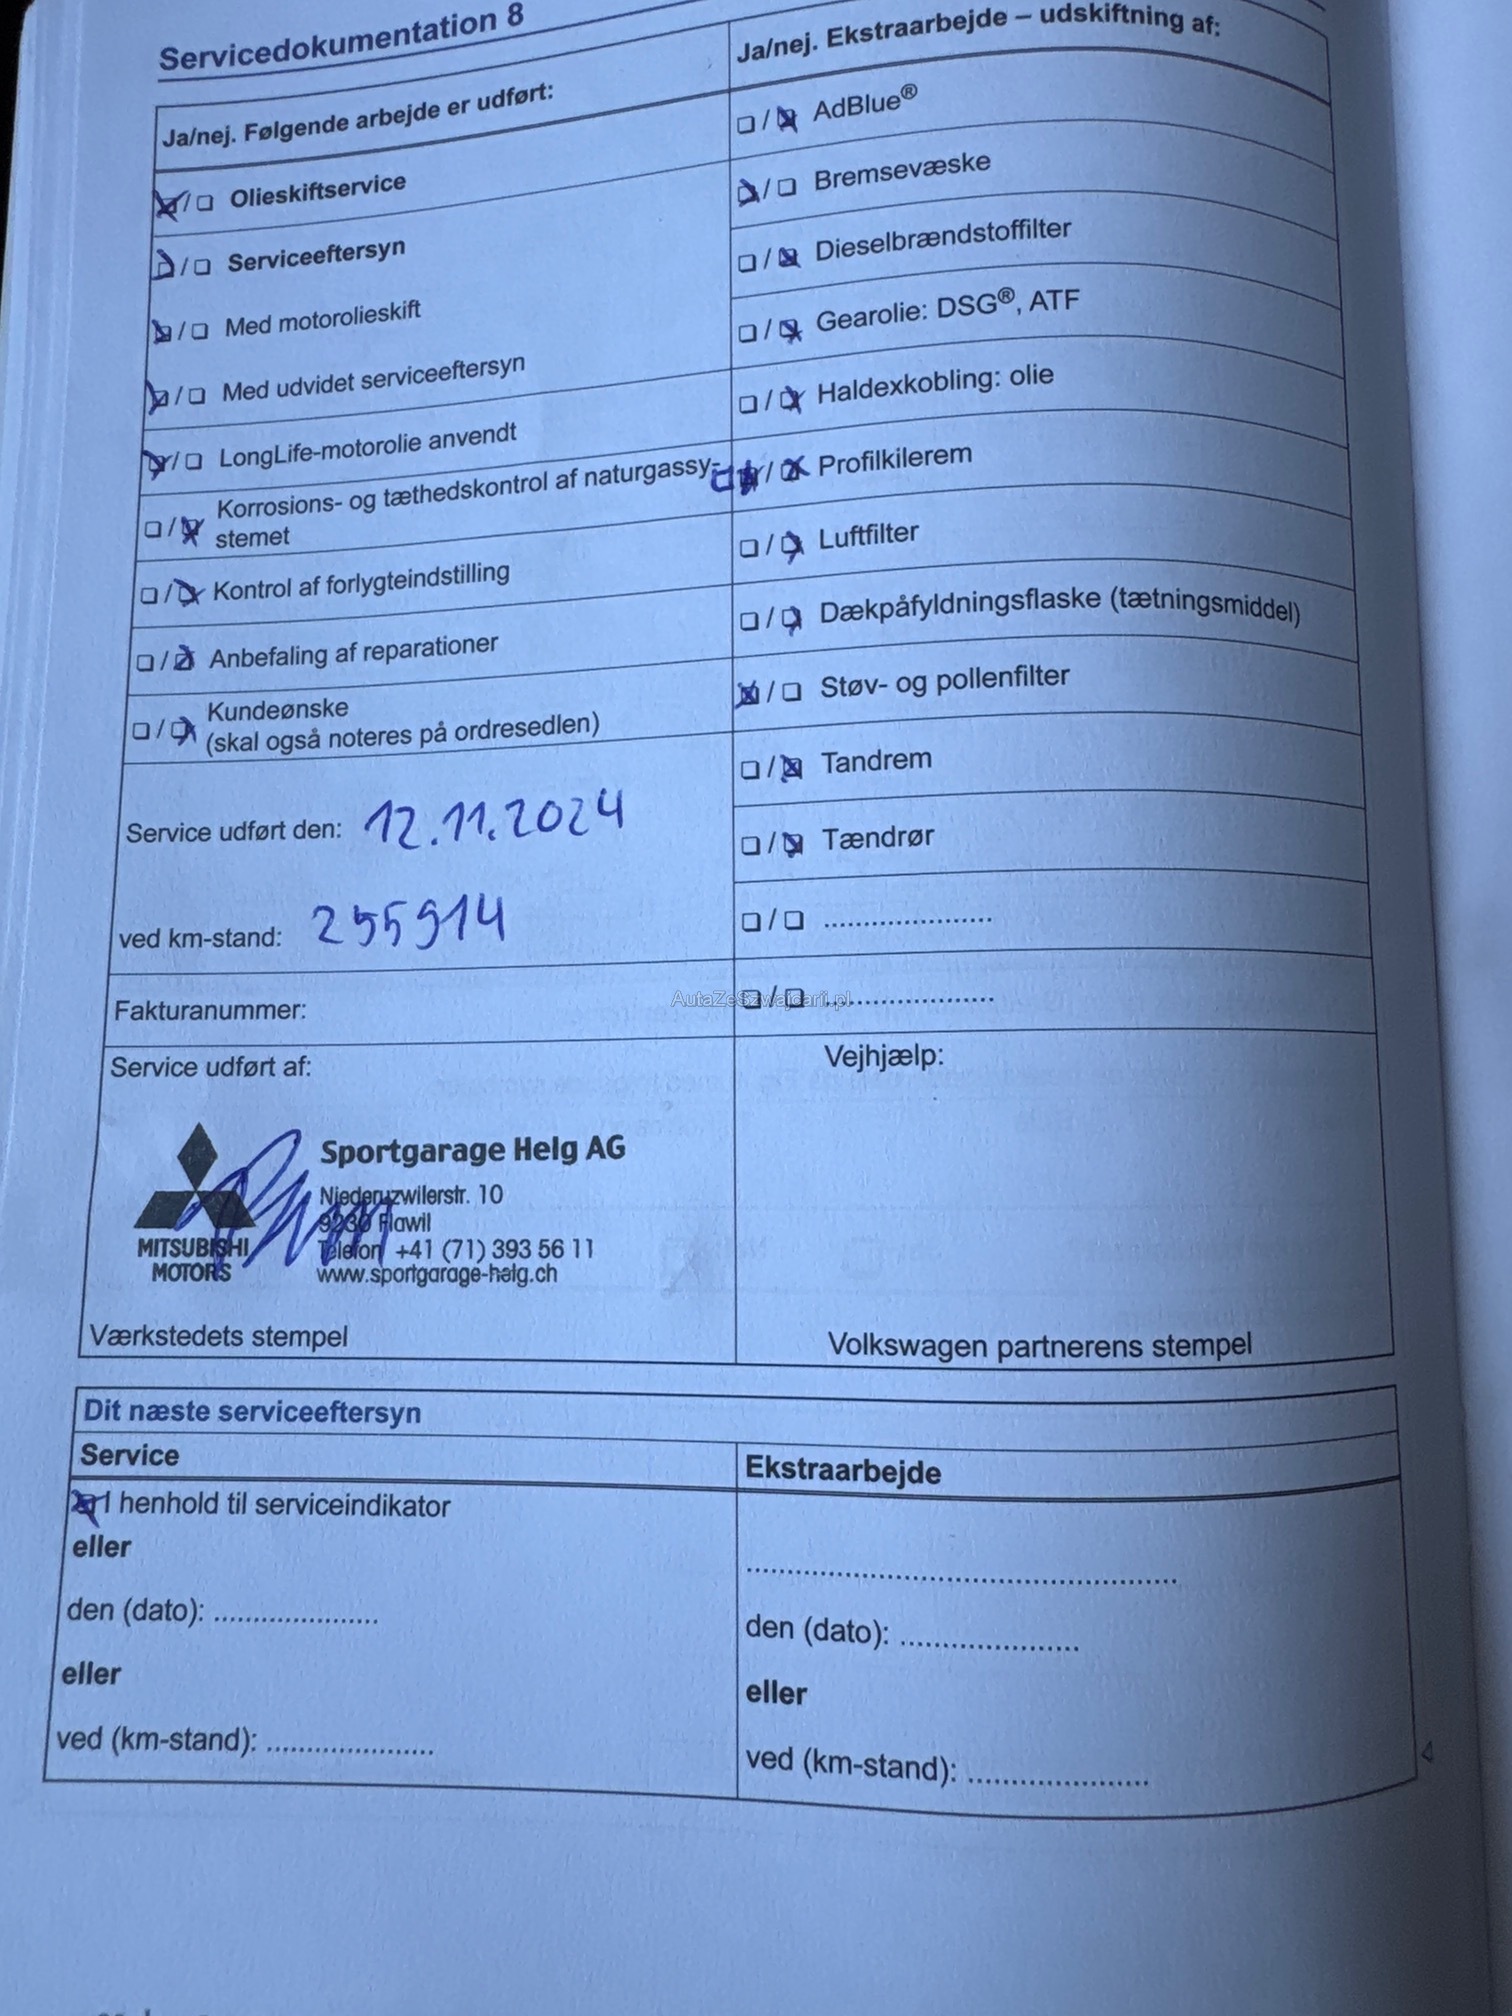 Servicedokumentation 8
Ja/nej. Følgende arbejde er udført:
Olieskiftservice
Serviceeftersyn
Med motorolieskift
Med udvidet serviceeftersyn
LongLife-motorolie anvendt
Korrosions- og tæthedskontrol af naturgassy-
stemet
Kontrol af forlygteindstilling
Anbefaling af reparationer
Kundeønske
(skal også noteres på ordresedlen)
Service udført den: 12.11.2024
ved km-stand: 255914
Fakturanummer:
Service udført af:
MITSUBISHI
MOTORS
Sportgarage Helg AG
Niederuzwilerstr. 10
9230 Flawil
Telefon +41 (71) 393 56 11
www.sportgarage-helg.ch
Værkstedets stempel
Ja/nej. Ekstraarbejde – udskiftning af:
AdBlue®
Bremsevæske
Dieselbrændstoffilter
Gearolie: DSG®, ATF
Haldexkobling: olie
Profilkilerem
Luftfilter
Dækpåfyldningsflaske (tætningsmiddel)
Støv- og pollenfilter
Tandrem
Tændrør
AutaZeSzwajcarii.pl
Vejhjælp:
Volkswagen partnerens stempel
Dit næste serviceeftersyn
Service
I henhold til serviceindikator
eller
den (dato): .....................
eller
ved (km-stand): .....................
Ekstraarbejde
den (dato): .....................
eller
ved (km-stand): .....................